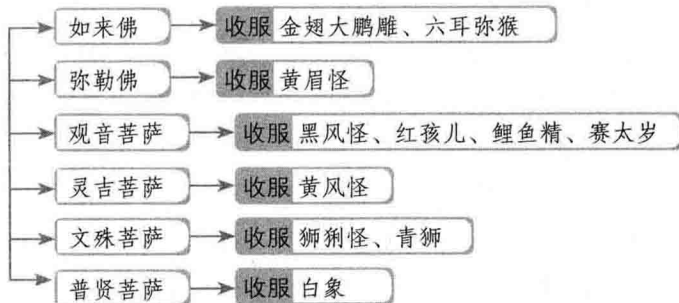 如来佛 收服 金翅大鹏雕、六耳弥猴
弥勒佛 收服 黄眉怪
观音菩萨 收服 黑风怪、红孩儿、鲤鱼精、赛太岁
灵吉菩萨 收服 黄风怪
文殊菩萨 收服 狮猁怪、青狮
普贤菩萨 收服 白象